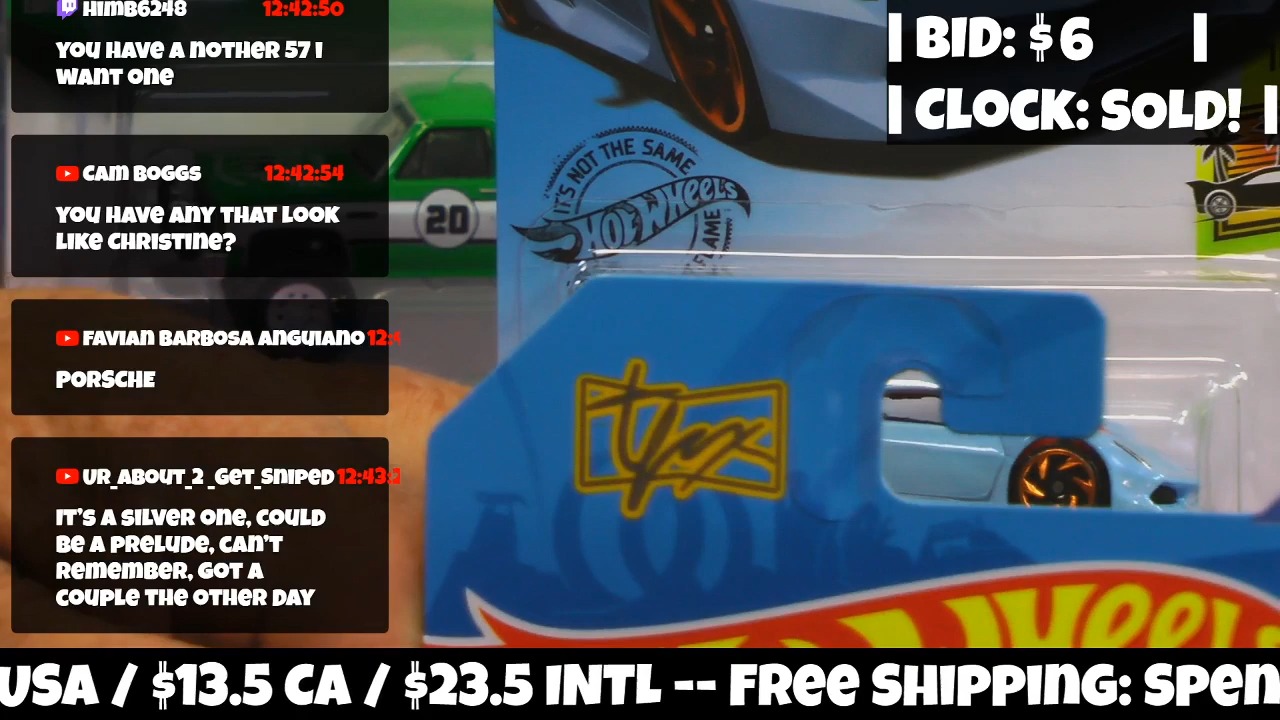 HIMB6248 12:42:50
YOU HAVE A NOTHER 57 I
WANT ONE
CAM BOGGS 12:42:54
YOU HAVE ANY THAT LOOK
LIKE CHRISTINE?
FAVIAN BARBOSA ANGUIANO
PORSCHE
UR_ABOUT_2_GET_SNIPED
IT'S A SILVER ONE, COULD
BE A PRELUDE, CAN'T
REMEMBER, GOT A
COUPLE THE OTHER DAY
| BID: $6 |
| CLOCK: SOLD! |
20
IT'S NOT THE SAME
HOT WHEELS
FLAME
USA / $13.5 CA / $23.5 INTL -- FREE SHIPPING: SPEN